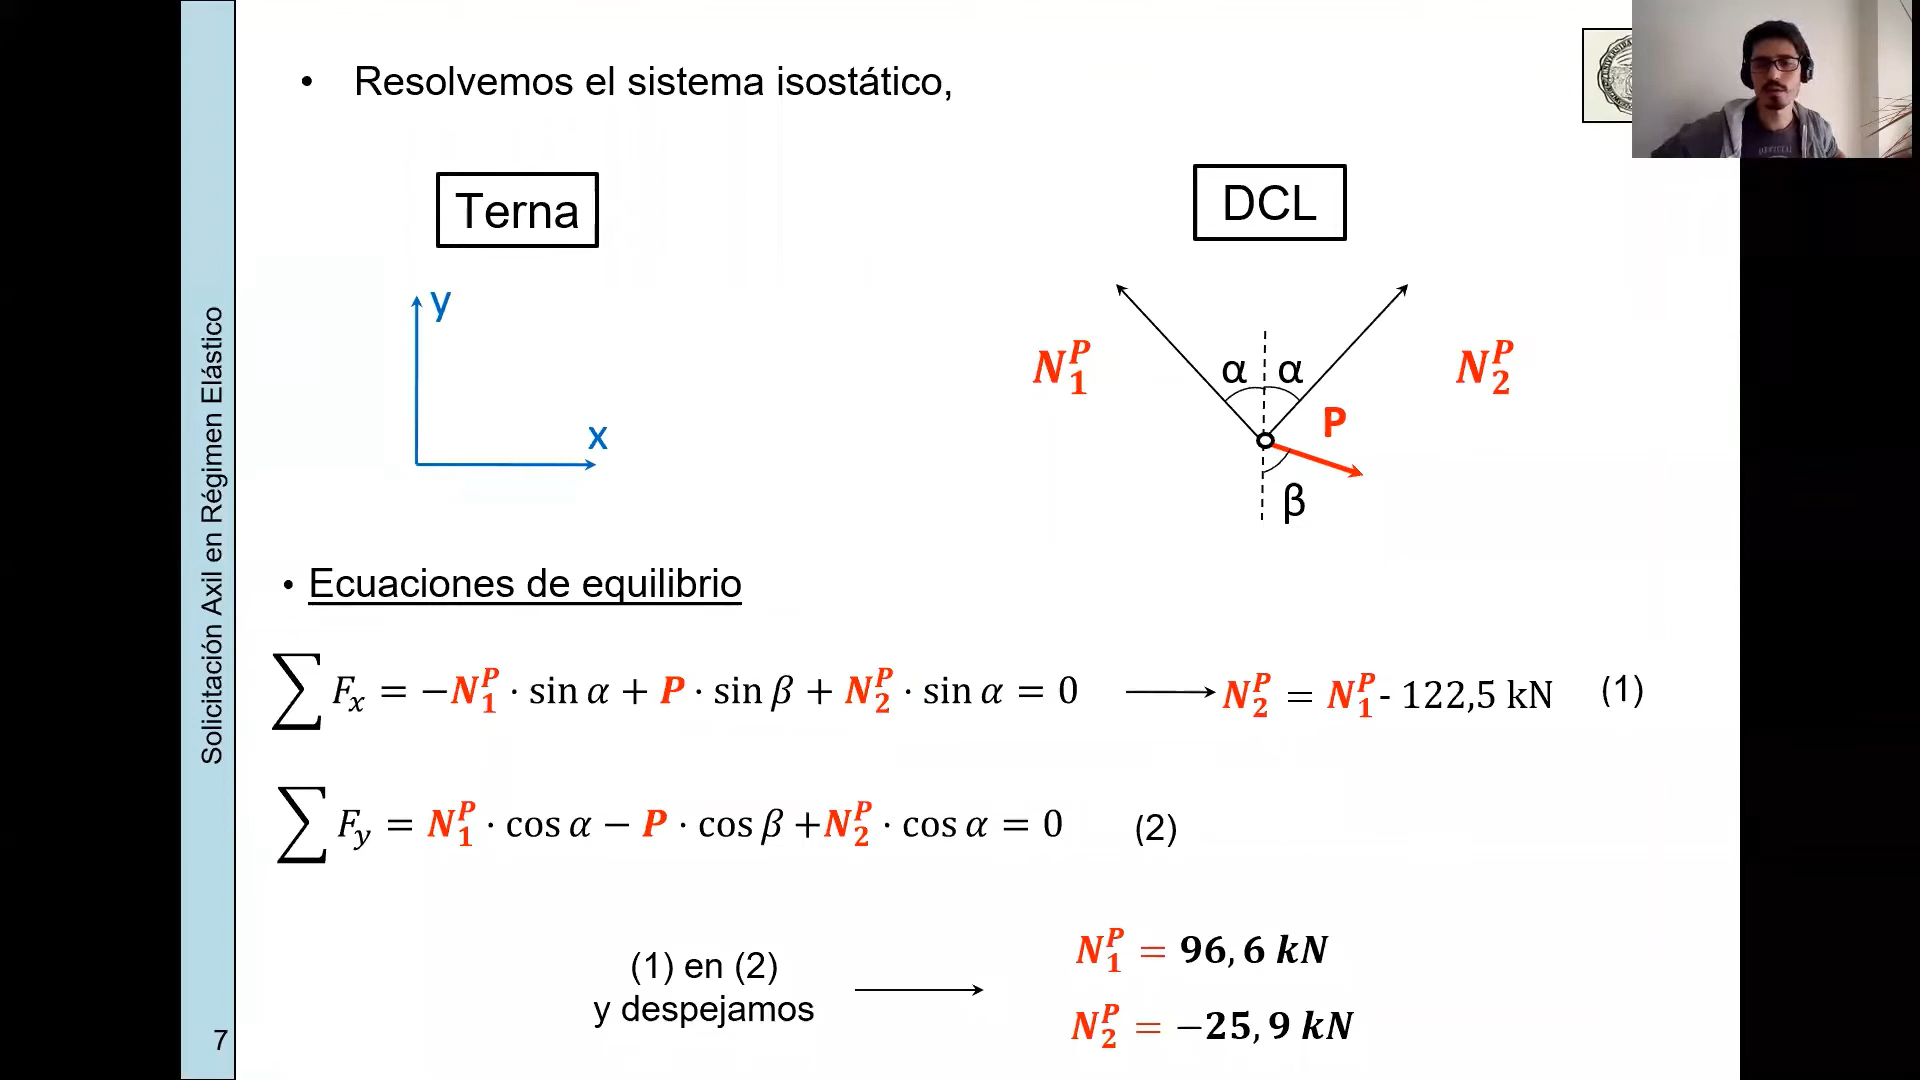 • Resolvemos el sistema isostático,
Terna
DCL
y
x
N₁ᴾ
N₂ᴾ
α α
P
β
Solicitación Axil en Régimen Elástico
• Ecuaciones de equilibrio
∑ Fₓ = −N₁ᴾ · sin α + P · sin β + N₂ᴾ · sin α = 0 ⟶ N₂ᴾ = N₁ᴾ- 122,5 kN (1)
∑ F_y = N₁ᴾ · cos α − P · cos β +N₂ᴾ · cos α = 0 (2)
(1) en (2)
y despejamos
N₁ᴾ = 96,6 kN
N₂ᴾ = −25,9 kN
7